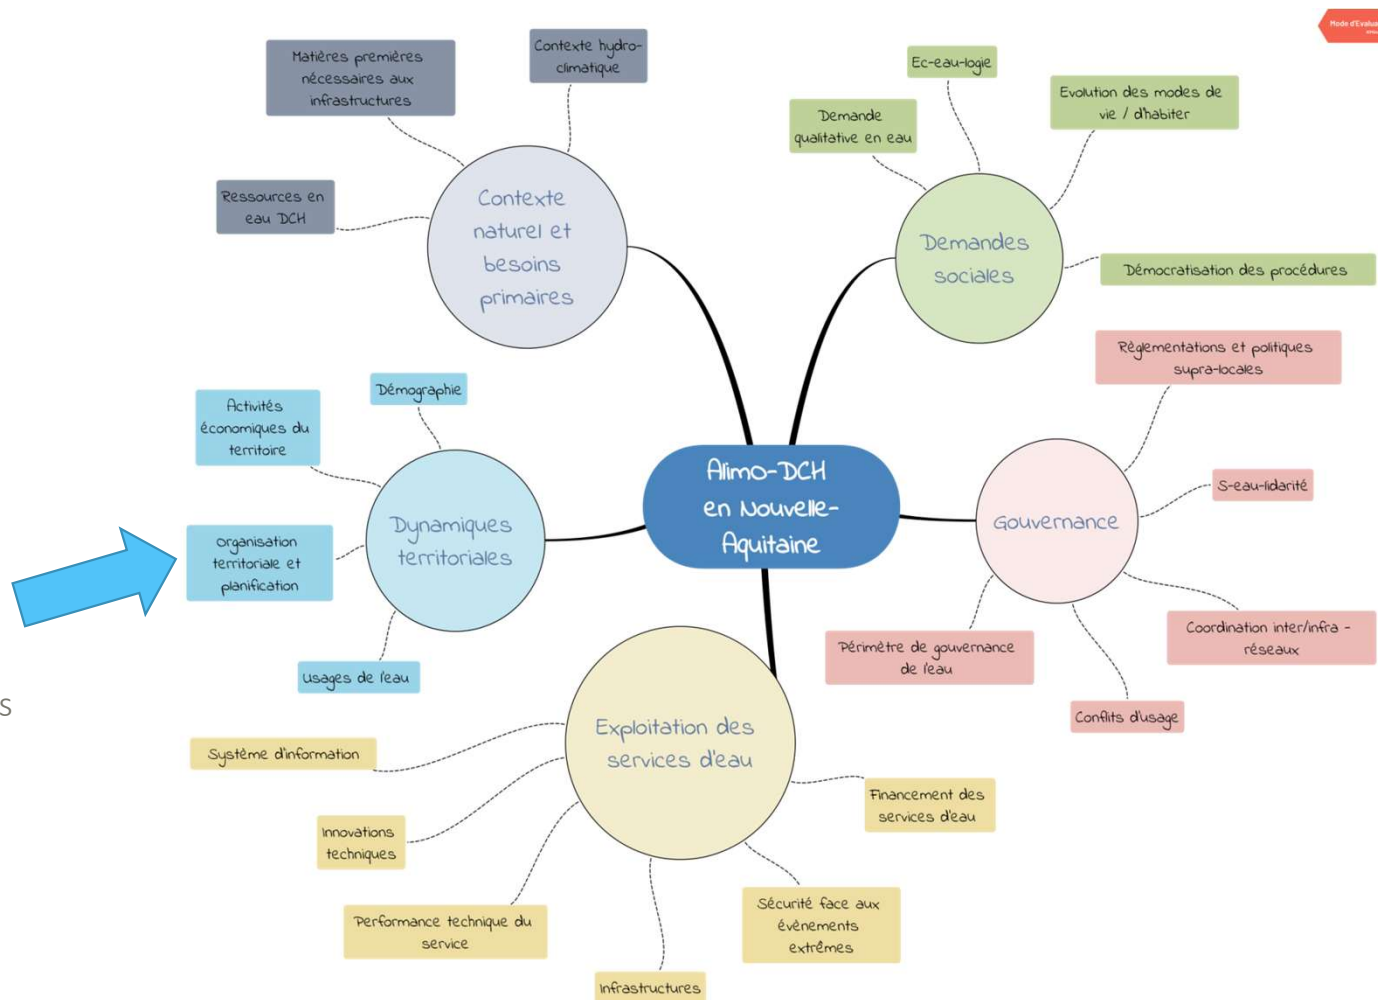 Mode d'Evalua
Matières premières
nécessaires aux
infrastructures
Contexte hydro-
climatique
Ressources en
eau DCH
Contexte
naturel et
besoins
primaires
Ec-eau-logie
Demande
qualitative en eau
Evolution des modes de
vie / d'habiter
Démocratisation des procédures
Demandes
sociales
Règlementations et politiques
supra-locales
S-eau-lidarité
Gouvernance
Coordination inter/infra -
réseaux
Périmètre de gouvernance
de l'eau
Conflits d'usage
Alimo-DCH
en Nouvelle-
Aquitaine
Démographie
Activités
économiques du
territoire
Dynamiques
territoriales
Organisation
territoriale et
planification
Usages de l'eau
s
Exploitation des
services d'eau
Système d'information
Innovations
techniques
Performance technique du
service
Infrastructures
Sécurité face aux
évènements
extrêmes
Financement des
services d'eau